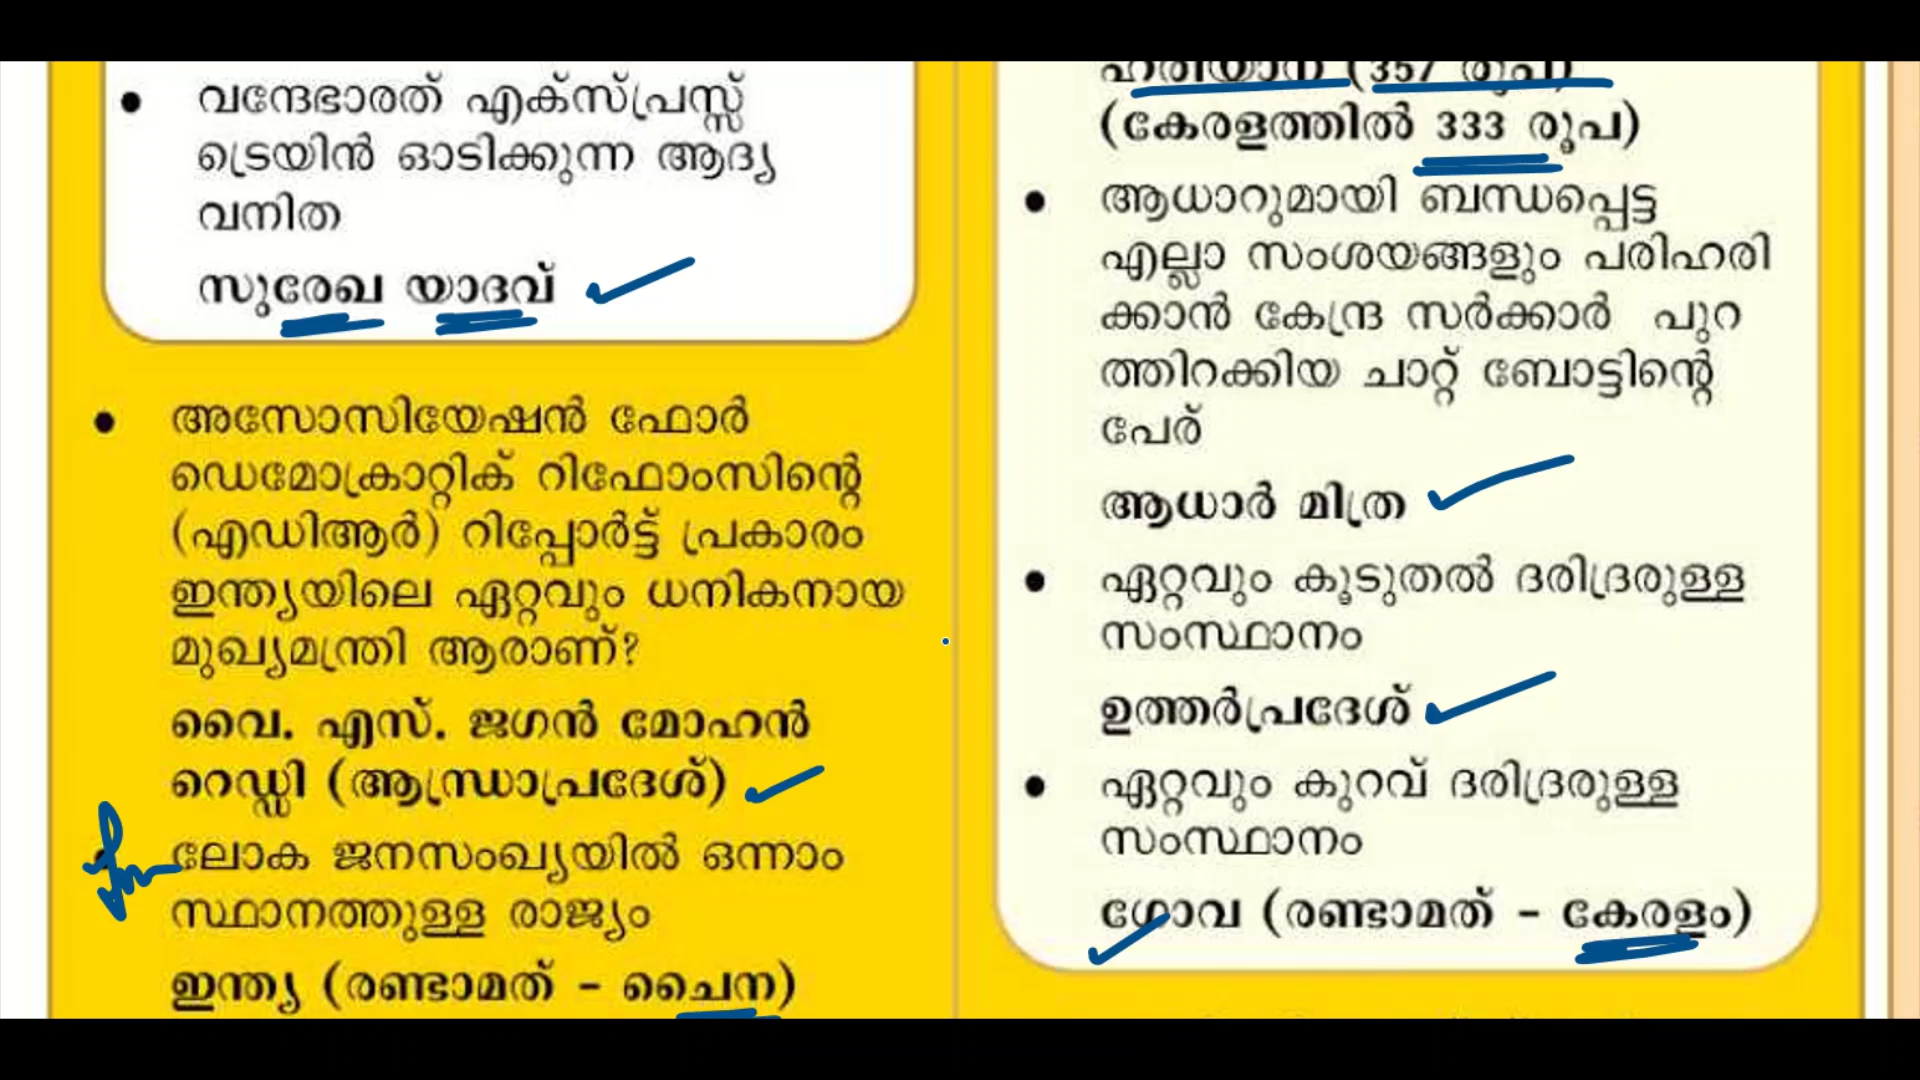 വന്ദേഭാരത് എക്സ്പ്രസ്സ്
ട്രെയിൻ ഓടിക്കുന്ന ആദ്യ
വനിത
സുരേഖ യാദവ്
അസോസിയേഷൻ ഫോർ
ഡെമോക്രാറ്റിക് റിഫോംസിന്റെ
(എഡിആർ) റിപ്പോർട്ട് പ്രകാരം
ഇന്ത്യയിലെ ഏറ്റവും ധനികനായ
മുഖ്യമന്ത്രി ആരാണ്?
വൈ. എസ്. ജഗൻ മോഹൻ
റെഡ്ഡി (ആന്ധ്രാപ്രദേശ്)
ലോക ജനസംഖ്യയിൽ ഒന്നാം
സ്ഥാനത്തുള്ള രാജ്യം
ഇന്ത്യ (രണ്ടാമത് - ചൈന)
ഹരിയാന (357 രൂപ)
(കേരളത്തിൽ 333 രൂപ)
ആധാറുമായി ബന്ധപ്പെട്ട
എല്ലാ സംശയങ്ങളും പരിഹരി
ക്കാൻ കേന്ദ്ര സർക്കാർ പുറ
ത്തിറക്കിയ ചാറ്റ് ബോട്ടിന്റെ
പേര്
ആധാർ മിത്ര
ഏറ്റവും കൂടുതൽ ദരിദ്രരുള്ള
സംസ്ഥാനം
ഉത്തർപ്രദേശ്
ഏറ്റവും കുറവ് ദരിദ്രരുള്ള
സംസ്ഥാനം
ഗോവ (രണ്ടാമത് - കേരളം)